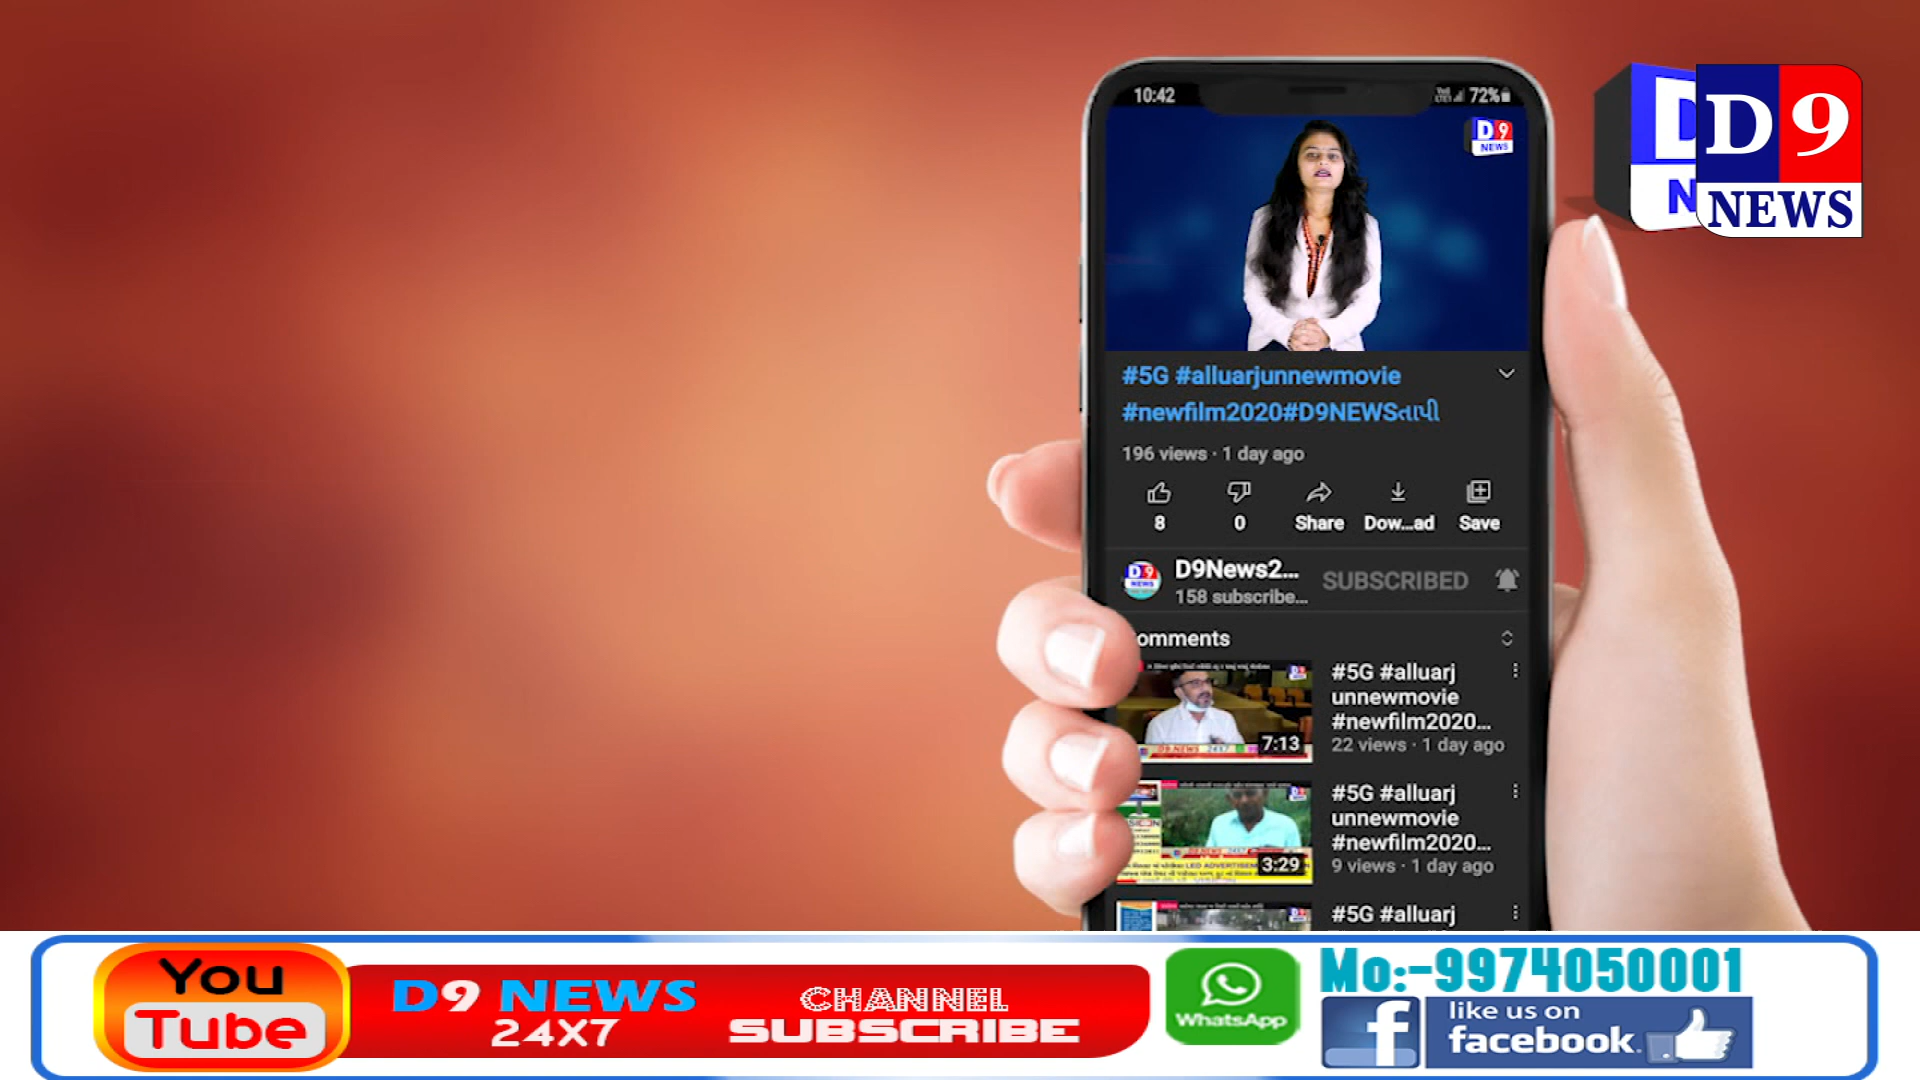 10:42
72%
D9
NEWS
D
N
D9
NEWS
#5G #alluarjunnewmovie
#newfilm2020#D9NEWSતાપી
196 views · 1 day ago
8
0
Share
Dow...ad
Save
D9News2...
158 subscribe...
SUBSCRIBED
omments
#5G #alluarj
unnewmovie
#newfilm2020...
22 views · 1 day ago
7:13
#5G #alluarj
unnewmovie
#newfilm2020...
9 views · 1 day ago
3:29
#5G #alluarj
You
Tube
D9 NEWS
24X7
CHANNEL
SUBSCRIBE
WhatsApp
Mo:-9974050001
like us on
facebook.